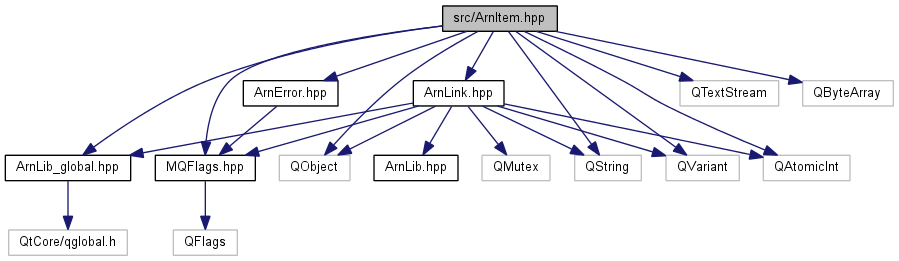 src/ArnItem.hpp
ArnError.hpp
ArnLink.hpp
QTextStream
QByteArray
ArnLib_global.hpp
MQFlags.hpp
QObject
ArnLib.hpp
QMutex
QString
QVariant
QAtomicInt
QtCore/qglobal.h
QFlags